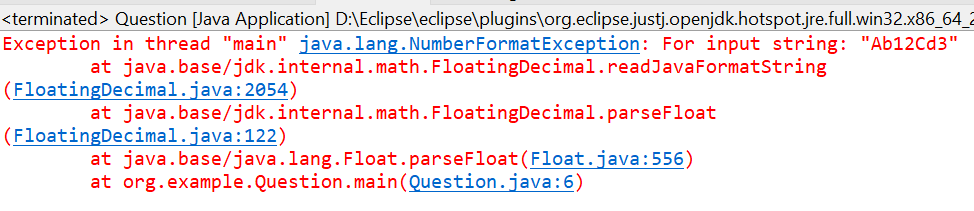 <terminated> Question [Java Application] D:\Eclipse\eclipse\plugins\org.eclipse.justj.openjdk.hotspot.jre.full.win32.x86_64_2
Exception in thread "main" java.lang.NumberFormatException: For input string: "Ab12Cd3"
at java.base/jdk.internal.math.FloatingDecimal.readJavaFormatString
(FloatingDecimal.java:2054)
at java.base/jdk.internal.math.FloatingDecimal.parseFloat
(FloatingDecimal.java:122)
at java.base/java.lang.Float.parseFloat(Float.java:556)
at org.example.Question.main(Question.java:6)